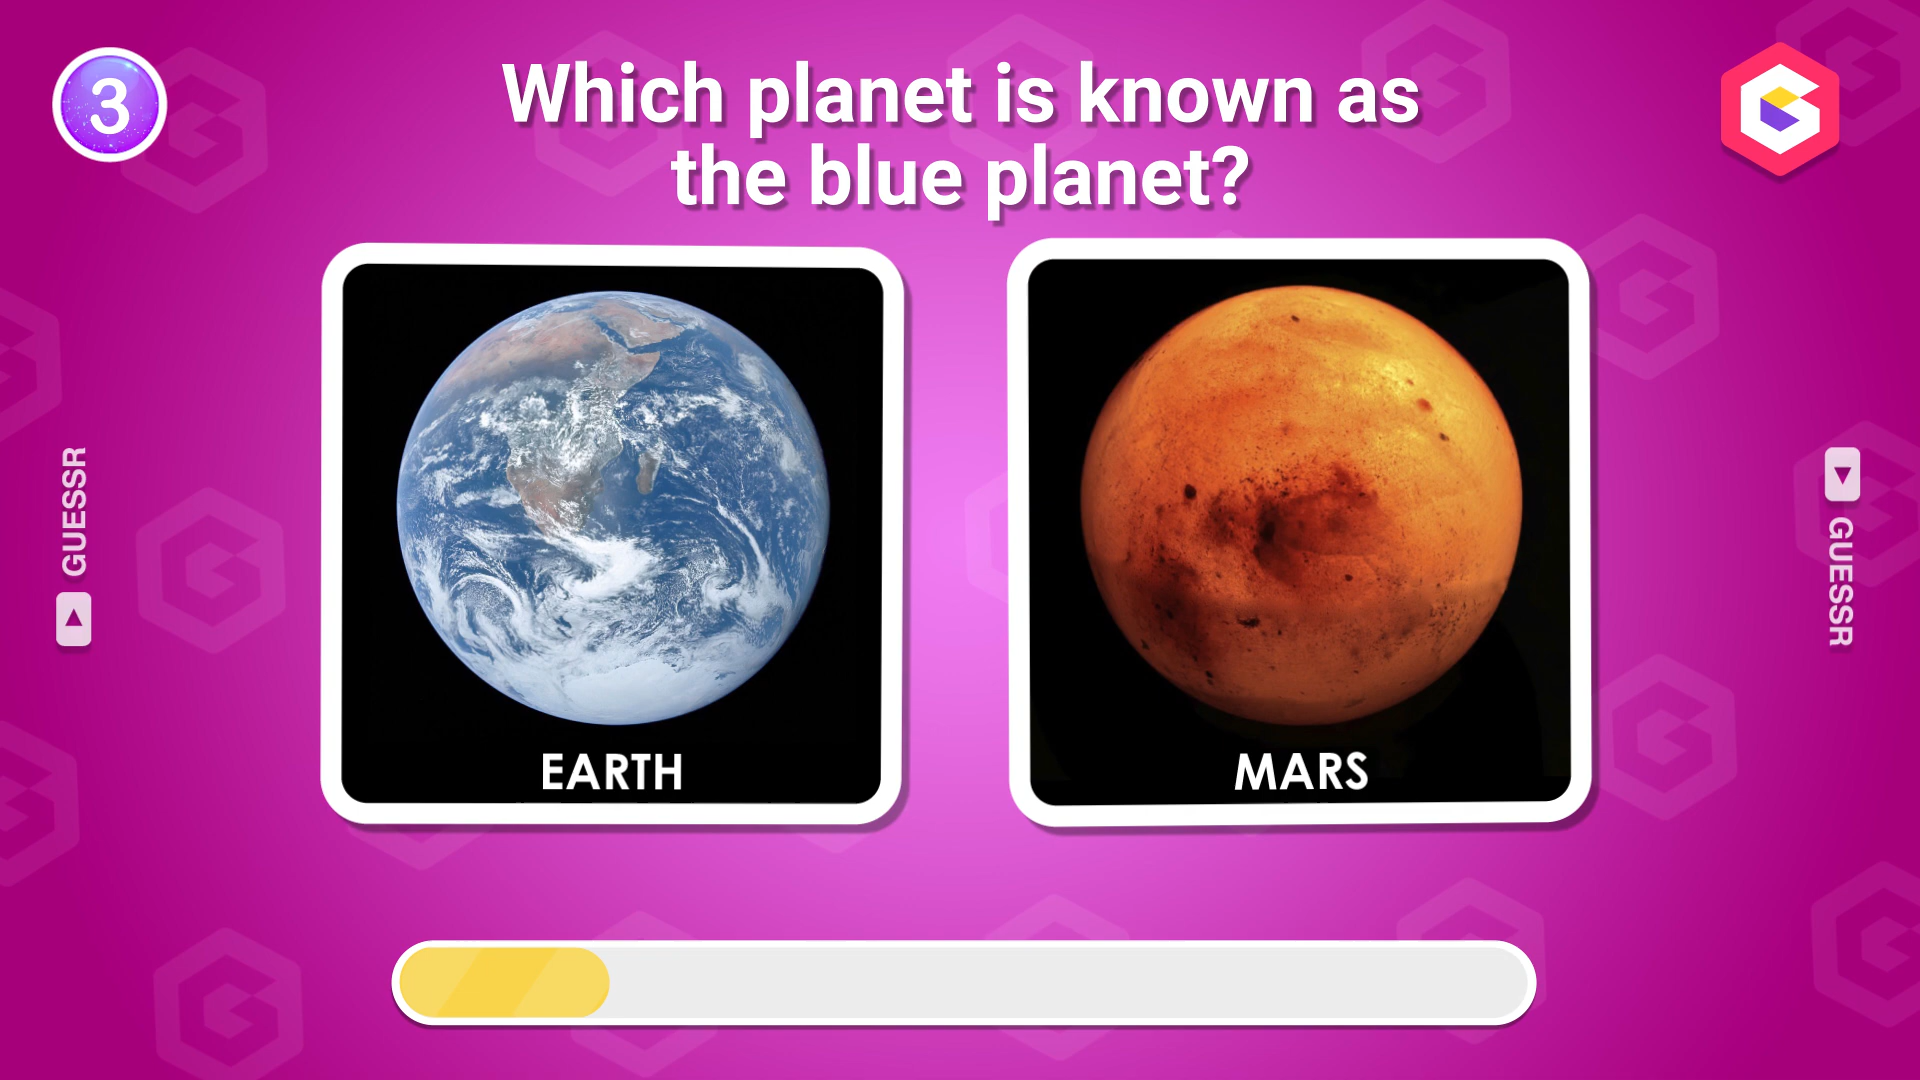 3
Which planet is known as
the blue planet?
EARTH
MARS
GUESSR
GUESSR